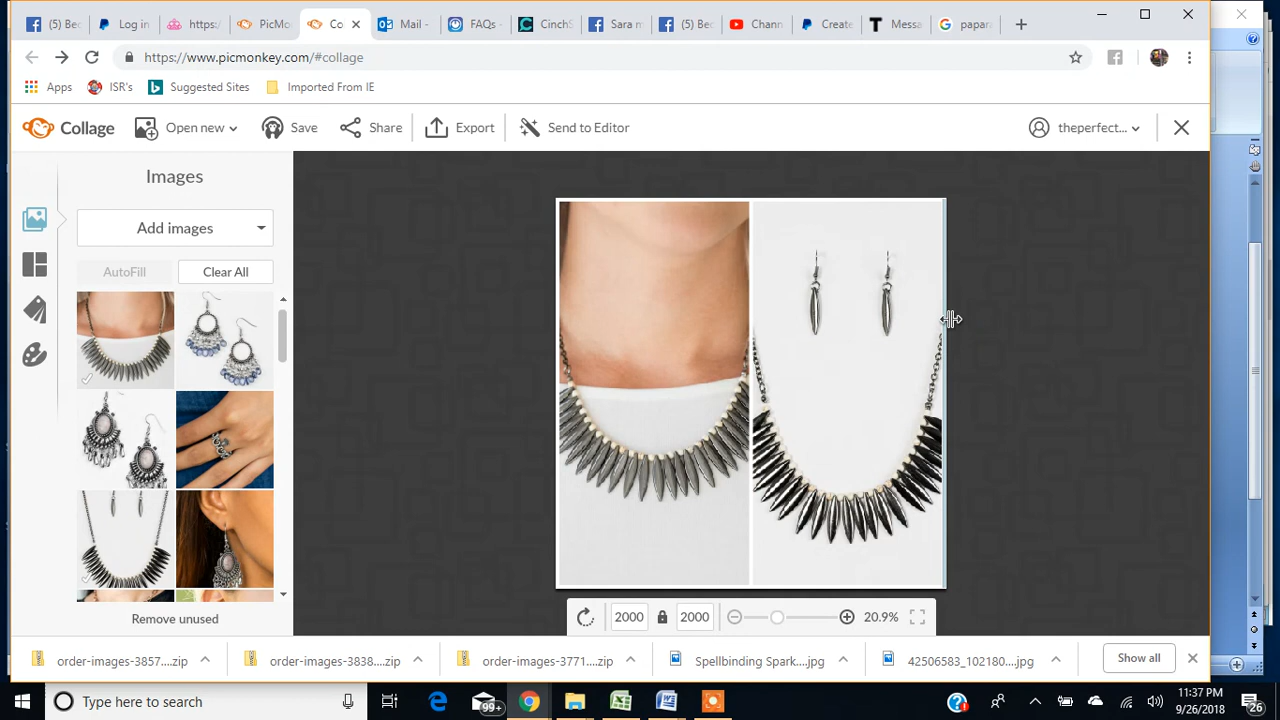 (5) Bec
Log in
https:/
PicMo
Co
Mail -
FAQs -
CinchS
Sara m
(5) Bec
Chann
Create
Messa
papar
https://www.picmonkey.com/#collage
Apps
ISR's
Suggested Sites
Imported From IE
Collage
Open new
Save
Share
Export
Send to Editor
theperfect...
Images
Add images
AutoFill
Clear All
Remove unused
2000
2000
20.9%
order-images-3857....zip
order-images-3838....zip
order-images-3771....zip
Spellbinding Spark....jpg
42506583_102180....jpg
Show all
Type here to search
99+
11:37 PM
9/26/2018
26